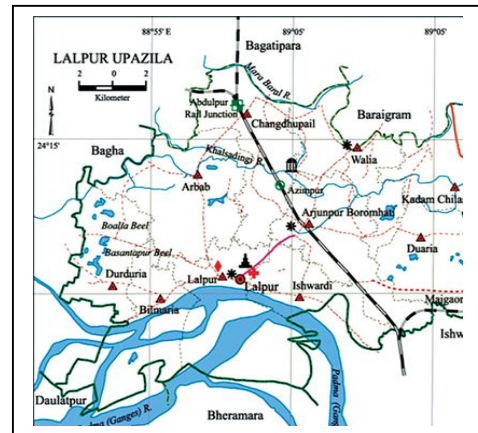 88°55' E
89°05
89°05
LALPUR UPAZILA
2 0 2
Kilometer
N
24°15'
Bagatipara
Mara Baral R.
Abdulpur
Rail Junction
Changdhupail
Baraigram
Walia
Bagha
Khalsadingi R.
Arbab
Azimpur
Kadam Chila
Arjunpur Boromhati
Boalia Beel
Duaria
Basantapur Beel
Durduria
Lalpur
Lalpur
Ishwardi
Bilmaria
Majgaon
Ishw
Daulatpur
Padma (Ganges) R.
Bheramara
Padma (Gang